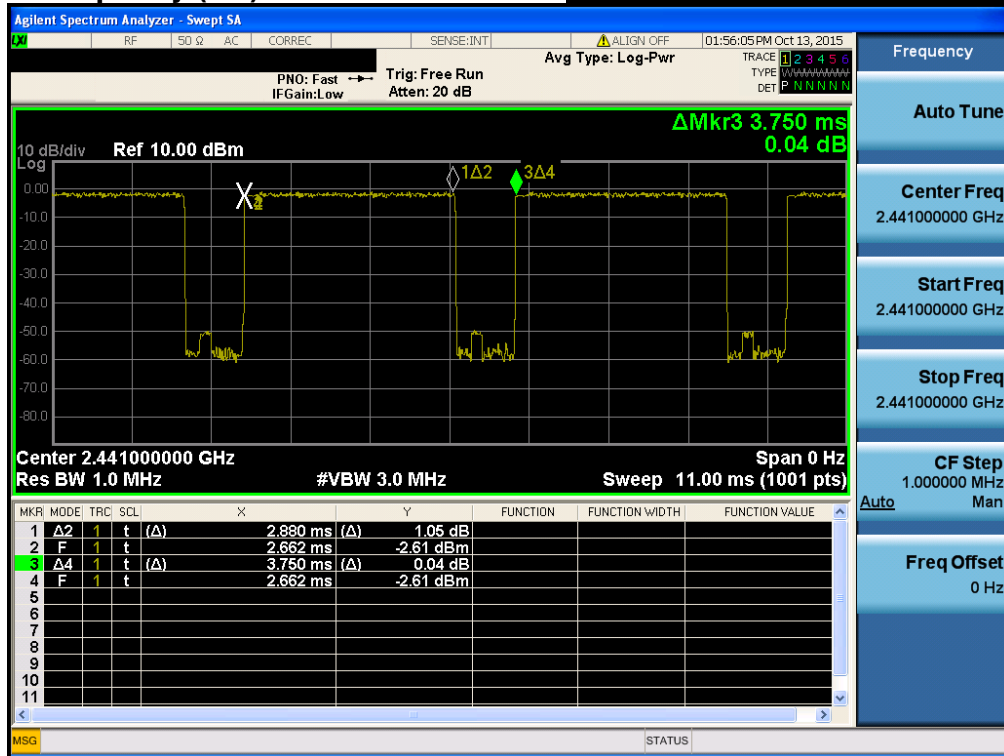 Agilent Spectrum Analyzer - Swept SA
LXI RF 50 Ω AC CORREC SENSE:INT ALIGN OFF 01:56:05 PM Oct 13, 2015
Avg Type: Log-Pwr TRACE 1 2 3 4 5 6
PNO: Fast Trig: Free Run TYPE WWWWWW
IFGain:Low Atten: 20 dB DET P N N N N N
ΔMkr3 3.750 ms
0.04 dB
10 dB/div Ref 10.00 dBm
Log
1Δ2 3Δ4
0.00
-10.0
-20.0
-30.0
-40.0
-50.0
-60.0
-70.0
-80.0
Center 2.441000000 GHz Span 0 Hz
Res BW 1.0 MHz #VBW 3.0 MHz Sweep 11.00 ms (1001 pts)
MKR MODE TRC SCL X Y FUNCTION FUNCTION WIDTH FUNCTION VALUE
1 Δ2 1 t (Δ) 2.880 ms (Δ) 1.05 dB
2 F 1 t 2.662 ms -2.61 dBm
3 Δ4 1 t (Δ) 3.750 ms (Δ) 0.04 dB
4 F 1 t 2.662 ms -2.61 dBm
5
6
7
8
9
10
11
MSG STATUS
Frequency
Auto Tune
Center Freq
2.441000000 GHz
Start Freq
2.441000000 GHz
Stop Freq
2.441000000 GHz
CF Step
1.000000 MHz
Auto Man
Freq Offset
0 Hz